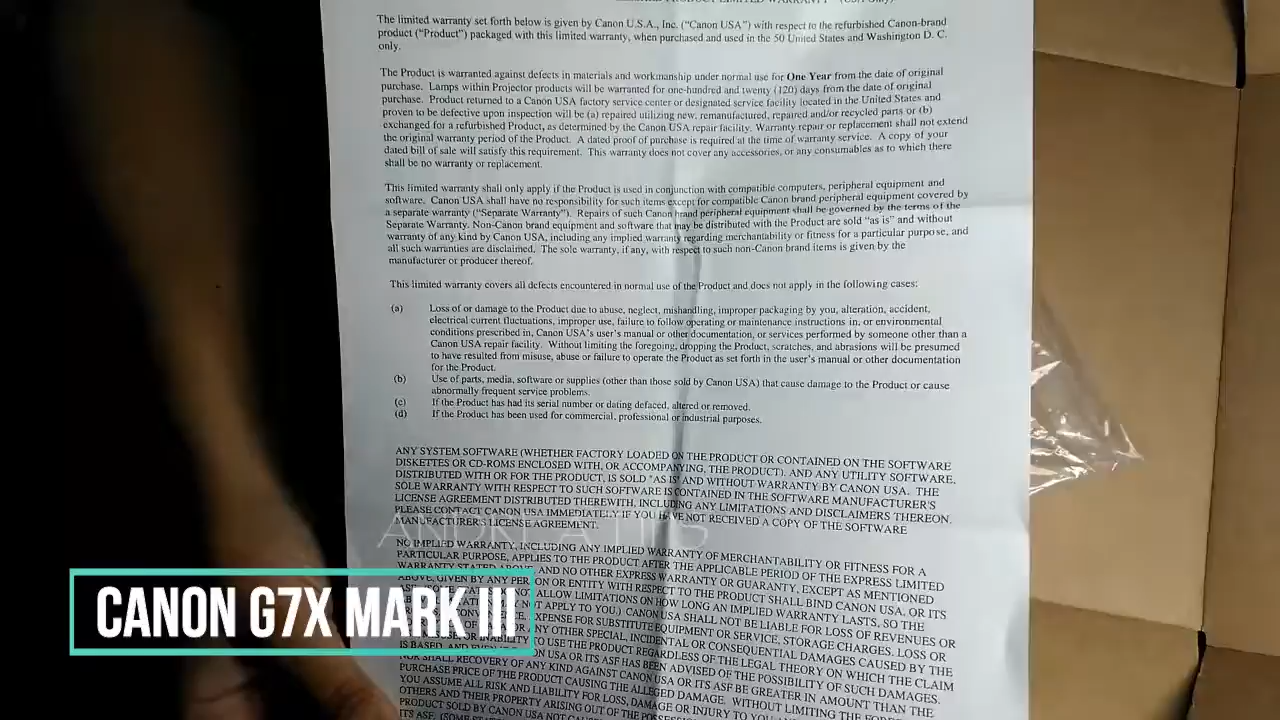 The limited warranty set forth below is given by Canon U.S.A., Inc. ("Canon USA") with respect to the refurbished Canon-brand
product ("Product") packaged with this limited warranty, when purchased and used in the 50 United States and Washington D. C.
only.
The Product is warranted against defects in materials and workmanship under normal use for One Year from the date of original
purchase. Lamps within Projector products will be warranted for one-hundred and twenty (120) days from the date of original
purchase. Product returned to a Canon USA factory service center or designated service facility located in the United States and
proven to be defective upon inspection will be (a) repaired utilizing new, remanufactured, repaired and/or recycled parts or (b)
exchanged for a refurbished Product, as determined by the Canon USA repair facility. Warranty repair or replacement shall not extend
the original warranty period of the Product. A dated proof of purchase is required at the time of warranty service. A copy of your
dated bill of sale will satisfy this requirement. This warranty does not cover any accessories, or any consumables as to which there
shall be no warranty or replacement.
This limited warranty shall only apply if the Product is used in conjunction with compatible computers, peripheral equipment and
software. Canon USA shall have no responsibility for such items except for compatible Canon brand peripheral equipment covered by
a separate warranty ("Separate Warranty"). Repairs of such Canon brand peripheral equipment shall be governed by the terms of the
Separate Warranty. Non-Canon brand equipment and software that may be distributed with the Product are sold "as is" and without
warranty of any kind by Canon USA, including any implied warranty regarding merchantability or fitness for a particular purpose, and
all such warranties are disclaimed. The sole warranty, if any, with respect to such non-Canon brand items is given by the
manufacturer or producer thereof.
This limited warranty covers all defects encountered in normal use of the Product and does not apply in the following cases:
(a) Loss of or damage to the Product due to abuse, neglect, mishandling, improper packaging by you, alteration, accident,
electrical current fluctuations, improper use, failure to follow operating or maintenance instructions in, or environmental
conditions prescribed in, Canon USA's user's manual or other documentation, or services performed by someone other than a
Canon USA repair facility. Without limiting the foregoing, dropping the Product, scratches, and abrasions will be presumed
to have resulted from misuse, abuse or failure to operate the Product as set forth in the user's manual or other documentation
for the Product.
(b) Use of parts, media, software or supplies (other than those sold by Canon USA) that cause damage to the Product or cause
abnormally frequent service problems.
(c) If the Product has had its serial number or dating defaced, altered or removed.
(d) If the Product has been used for commercial, professional or industrial purposes.
ANY SYSTEM SOFTWARE (WHETHER FACTORY LOADED ON THE PRODUCT OR CONTAINED ON THE SOFTWARE
DISKETTES OR CD-ROMS ENCLOSED WITH, OR ACCOMPANYING, THE PRODUCT), AND ANY UTILITY SOFTWARE,
DISTRIBUTED WITH OR FOR THE PRODUCT, IS SOLD "AS IS" AND WITHOUT WARRANTY BY CANON USA. THE
SOLE WARRANTY WITH RESPECT TO SUCH SOFTWARE IS CONTAINED IN THE SOFTWARE MANUFACTURER'S
LICENSE AGREEMENT DISTRIBUTED THEREWITH, INCLUDING ANY LIMITATIONS AND DISCLAIMERS THEREON.
PLEASE CONTACT CANON USA IMMEDIATELY IF YOU HAVE NOT RECEIVED A COPY OF THE SOFTWARE
MANUFACTURER'S LICENSE AGREEMENT.
NO IMPLIED WARRANTY, INCLUDING ANY IMPLIED WARRANTY OF MERCHANTABILITY OR FITNESS FOR A
PARTICULAR PURPOSE, APPLIES TO THE PRODUCT AFTER THE APPLICABLE PERIOD OF THE EXPRESS LIMITED
WARRANTY STATED ABOVE, AND NO OTHER EXPRESS WARRANTY OR GUARANTY, EXCEPT AS MENTIONED
ABOVE, GIVEN BY ANY PERSON OR ENTITY WITH RESPECT TO THE PRODUCT SHALL BIND CANON USA, OR ITS
ALLOW LIMITATIONS ON HOW LONG AN IMPLIED WARRANTY LASTS, SO THE
NOT APPLY TO YOU.) CANON USA SHALL NOT BE LIABLE FOR LOSS OF REVENUES OR
EXPENSE FOR SUBSTITUTE EQUIPMENT OR SERVICE, STORAGE CHARGES, LOSS OR
ANY OTHER SPECIAL, INCIDENTAL OR CONSEQUENTIAL DAMAGES CAUSED BY THE
TO USE THE PRODUCT REGARDLESS OF THE LEGAL THEORY ON WHICH THE CLAIM
IS BASED, AND USA OR ITS ASF HAS BEEN ADVISED OF THE POSSIBILITY OF SUCH DAMAGES.
SHALL RECOVERY OF ANY KIND AGAINST CANON USA OR ITS ASF BE GREATER IN AMOUNT THAN THE
PURCHASE PRICE OF THE PRODUCT CAUSING THE ALLEGED DAMAGE. WITHOUT LIMITING THE
YOU ASSUME ALL RISK AND LIABILITY FOR LOSS, DAMAGE OR INJURY TO YOU
OTHERS AND THEIR PROPERTY ARISING OUT OF THE
PRODUCT SOLD BY CANON USA NOT
ITS ASF.
CANON G7X MARK III